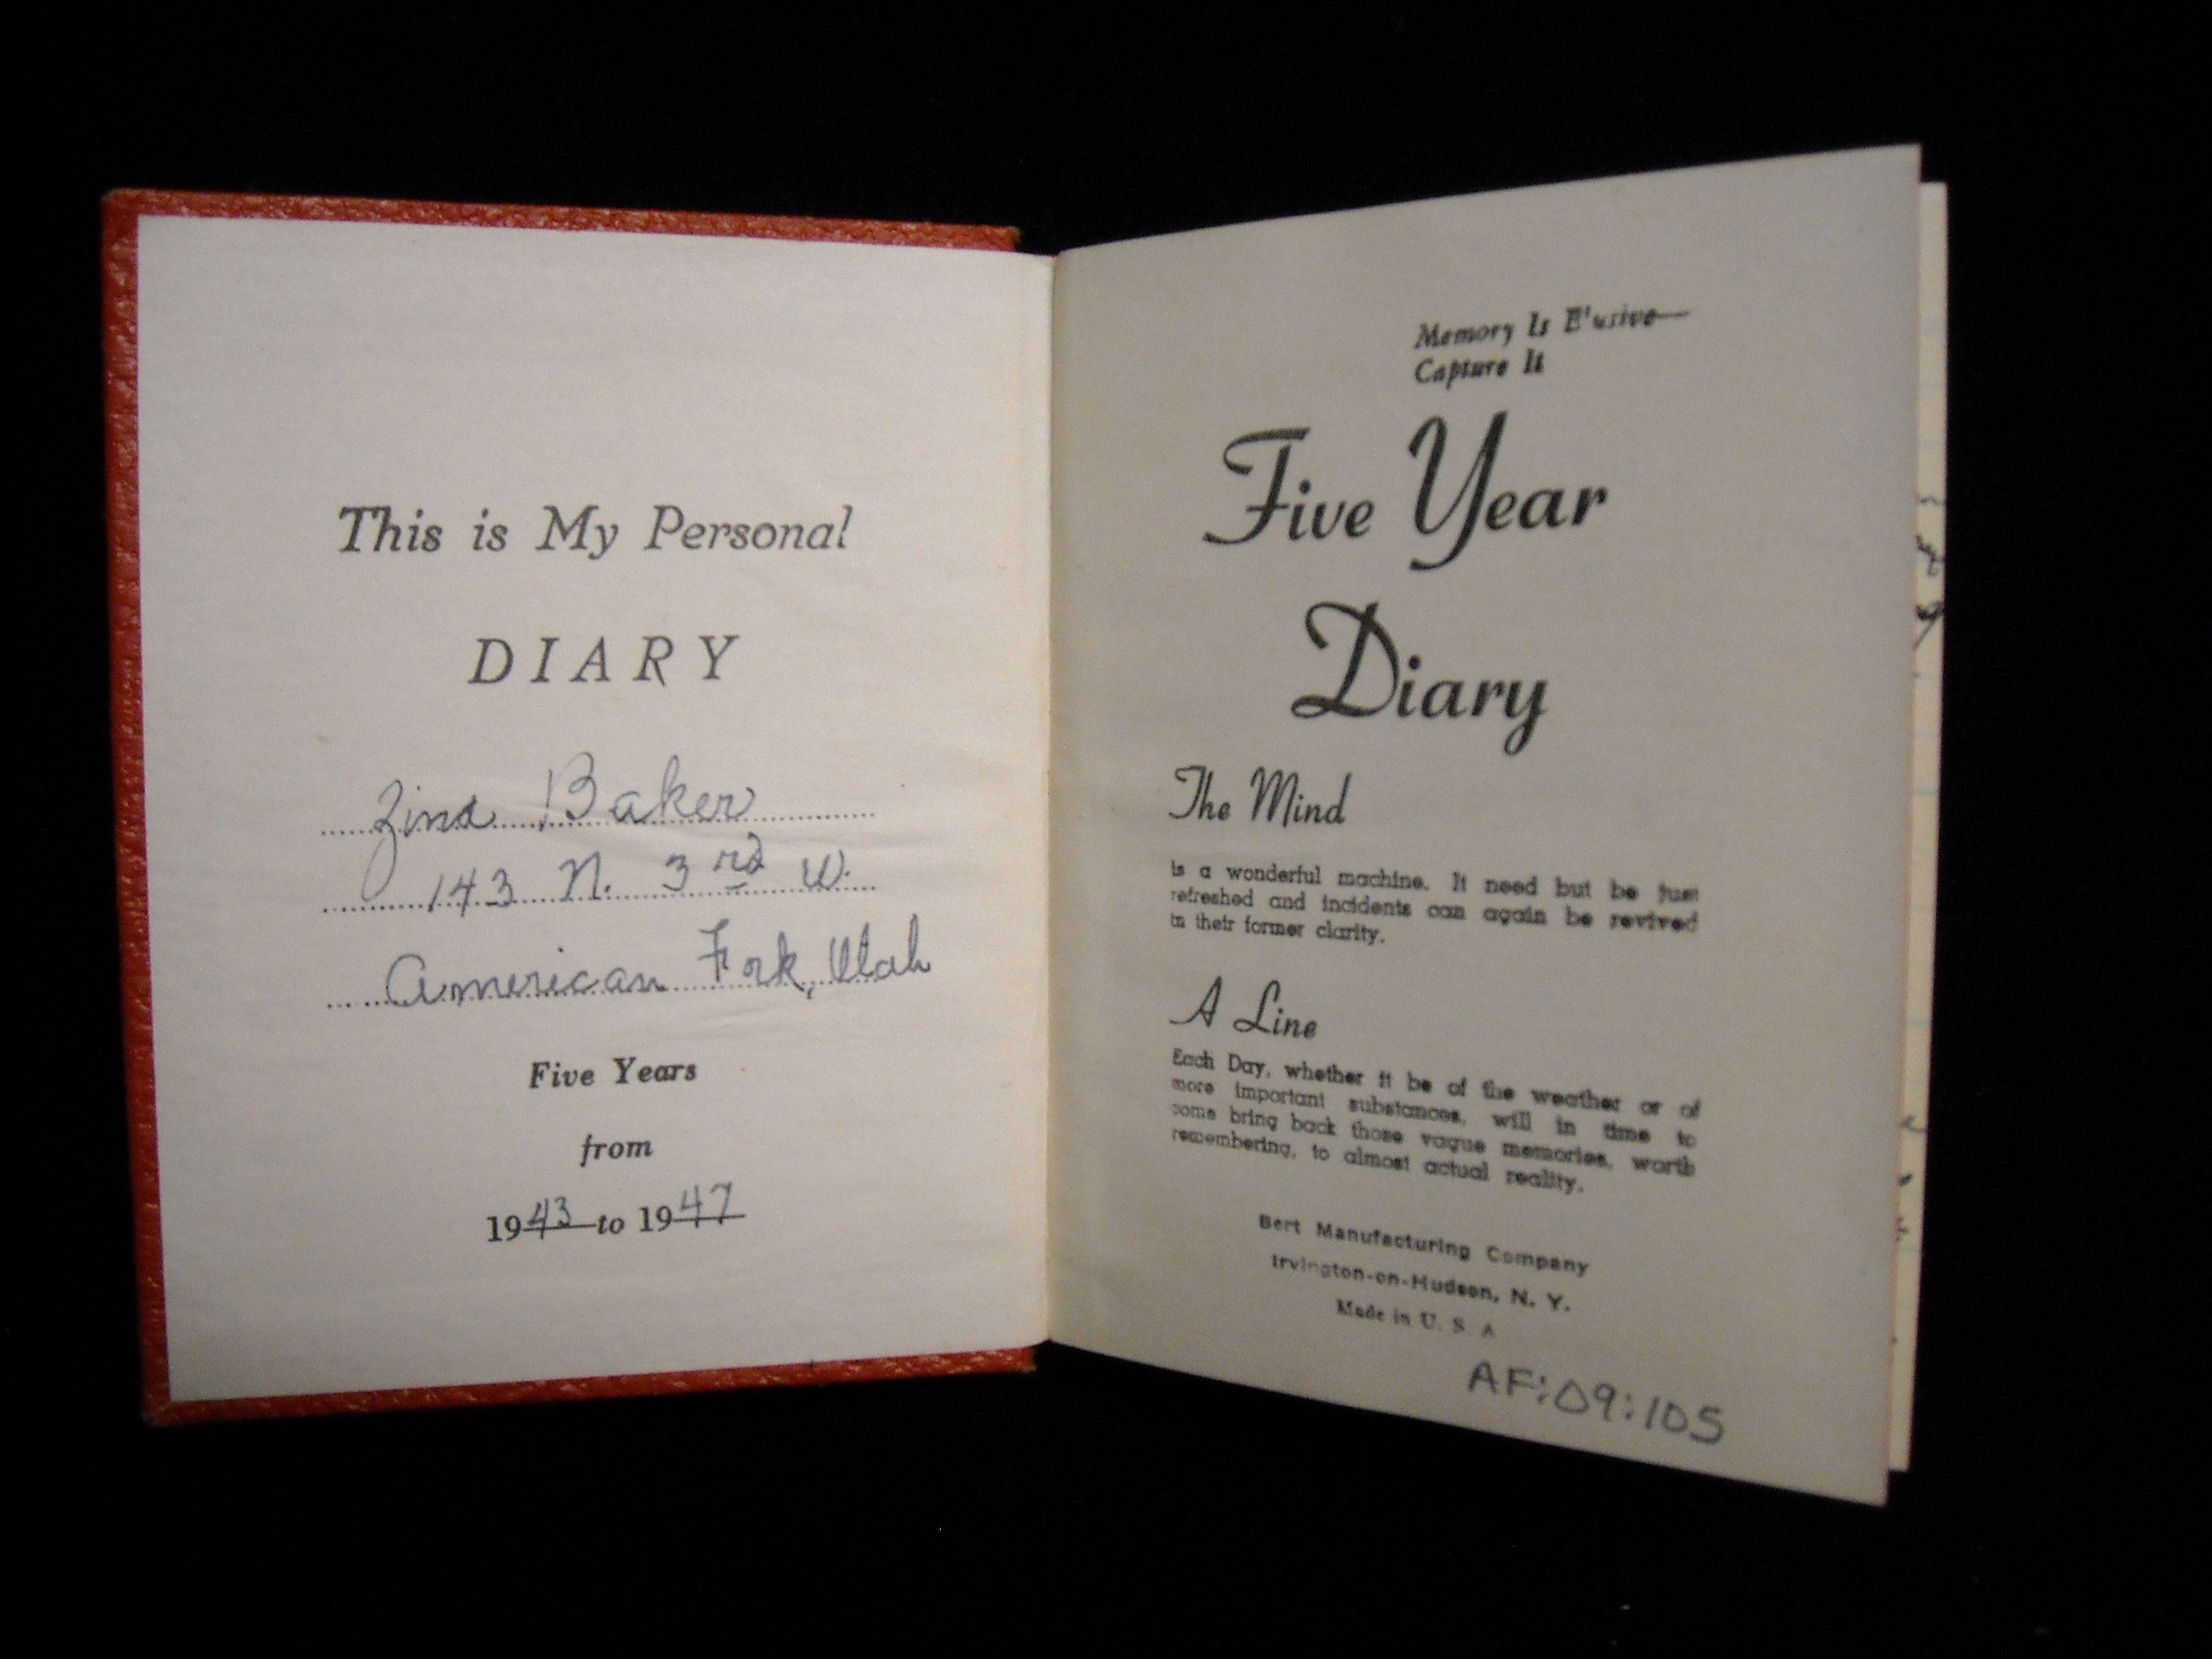 This is My Personal
DIARY
Zina Baker
143 N. 3rd W.
American Fork, Utah
Five Years
from
1943 to 1947
Memory Is Elusive—
Capture It
Five Year
Diary
The Mind
is a wonderful machine. It need but be just
refreshed and incidents can again be revived
in their former clarity.
A Line
Each Day, whether it be of the weather or of
more important substances, will in time to
come bring back those vague memories, worth
remembering, to almost actual reality.
Bert Manufacturing Company
Irvington-on-Hudson, N. Y.
Made in U. S A
AF:09:105